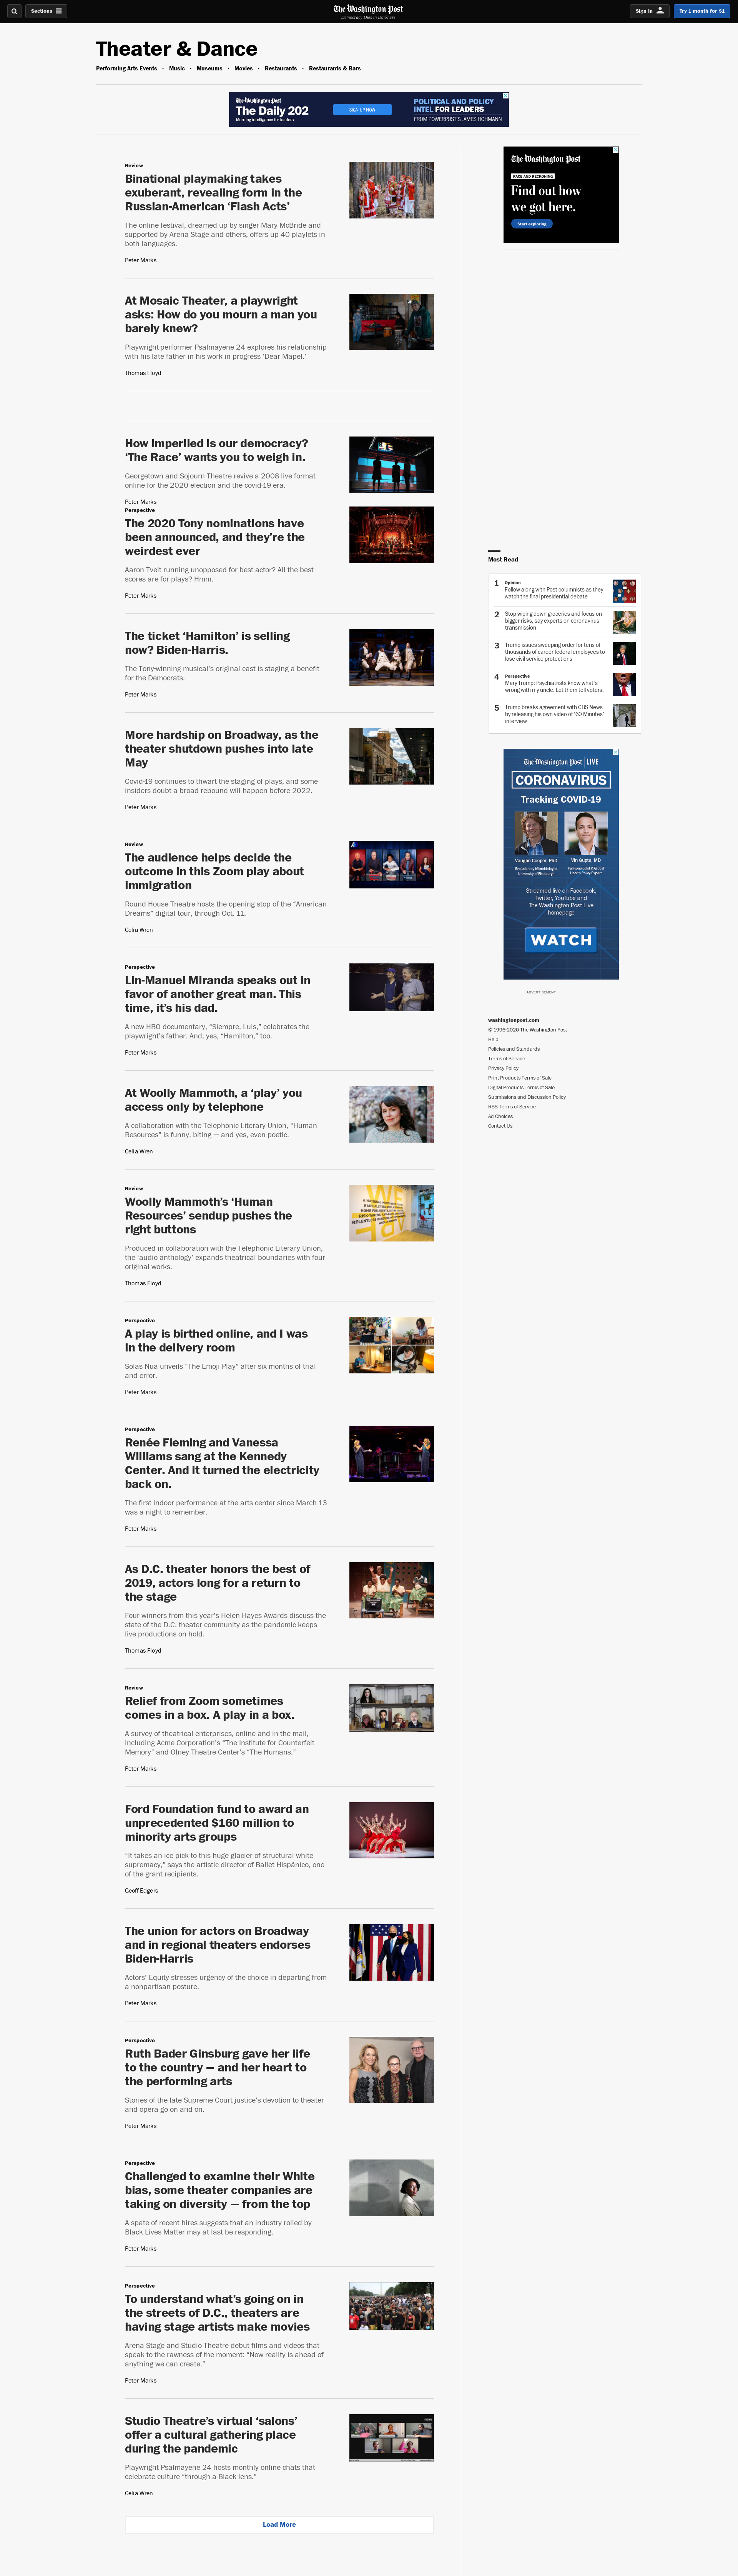 Sections
The Washington Post
Democracy Dies in Darkness
Sign in
Try 1 month for $1
Theater & Dance
Performing Arts Events • Music • Museums • Movies • Restaurants • Restaurants & Bars
The Washington Post
The Daily 202
Morning intelligence for leaders
SIGN UP NOW
POLITICAL AND POLICY
INTEL FOR LEADERS
FROM POWERPOST'S JAMES HOHMANN
Review
Binational playmaking takes
exuberant, revealing form in the
Russian-American ‘Flash Acts’
The online festival, dreamed up by singer Mary McBride and
supported by Arena Stage and others, offers up 40 playlets in
both languages.
Peter Marks
At Mosaic Theater, a playwright
asks: How do you mourn a man you
barely knew?
Playwright-performer Psalmayene 24 explores his relationship
with his late father in his work in progress ‘Dear Mapel.’
Thomas Floyd
How imperiled is our democracy?
‘The Race’ wants you to weigh in.
Georgetown and Sojourn Theatre revive a 2008 live format
online for the 2020 election and the covid-19 era.
Peter Marks
Perspective
The 2020 Tony nominations have
been announced, and they’re the
weirdest ever
Aaron Tveit running unopposed for best actor? All the best
scores are for plays? Hmm.
Peter Marks
The ticket ‘Hamilton’ is selling
now? Biden-Harris.
The Tony-winning musical's original cast is staging a benefit
for the Democrats.
Peter Marks
More hardship on Broadway, as the
theater shutdown pushes into late
May
Covid-19 continues to thwart the staging of plays, and some
insiders doubt a broad rebound will happen before 2022.
Peter Marks
Review
The audience helps decide the
outcome in this Zoom play about
immigration
Round House Theatre hosts the opening stop of the “American
Dreams” digital tour, through Oct. 11.
Celia Wren
Perspective
Lin-Manuel Miranda speaks out in
favor of another great man. This
time, it’s his dad.
A new HBO documentary, “Siempre, Luis,” celebrates the
playwright's father. And, yes, “Hamilton,” too.
Peter Marks
At Woolly Mammoth, a ‘play’ you
access only by telephone
A collaboration with the Telephonic Literary Union, “Human
Resources” is funny, biting — and yes, even poetic.
Celia Wren
Review
Woolly Mammoth’s ‘Human
Resources’ sendup pushes the
right buttons
Produced in collaboration with the Telephonic Literary Union,
the ‘audio anthology’ expands theatrical boundaries with four
original works.
Thomas Floyd
Perspective
A play is birthed online, and I was
in the delivery room
Solas Nua unveils “The Emoji Play” after six months of trial
and error.
Peter Marks
Perspective
Renée Fleming and Vanessa
Williams sang at the Kennedy
Center. And it turned the electricity
back on.
The first indoor performance at the arts center since March 13
was a night to remember.
Peter Marks
As D.C. theater honors the best of
2019, actors long for a return to
the stage
Four winners from this year's Helen Hayes Awards discuss the
state of the D.C. theater community as the pandemic keeps
live productions on hold.
Thomas Floyd
Review
Relief from Zoom sometimes
comes in a box. A play in a box.
A survey of theatrical enterprises, online and in the mail,
including Acme Corporation's “The Institute for Counterfeit
Memory” and Olney Theatre Center's “The Humans.”
Peter Marks
Ford Foundation fund to award an
unprecedented $160 million to
minority arts groups
“It takes an ice pick to this huge glacier of structural white
supremacy,” says the artistic director of Ballet Hispánico, one
of the grant recipients.
Geoff Edgers
The union for actors on Broadway
and in regional theaters endorses
Biden-Harris
Actors’ Equity stresses urgency of the choice in departing from
a nonpartisan posture.
Peter Marks
Perspective
Ruth Bader Ginsburg gave her life
to the country — and her heart to
the performing arts
Stories of the late Supreme Court justice's devotion to theater
and opera go on and on.
Peter Marks
Perspective
Challenged to examine their White
bias, some theater companies are
taking on diversity — from the top
A spate of recent hires suggests that an industry roiled by
Black Lives Matter may at last be responding.
Peter Marks
Perspective
To understand what’s going on in
the streets of D.C., theaters are
having stage artists make movies
Arena Stage and Studio Theatre debut films and videos that
speak to the rawness of the moment: “Now reality is ahead of
anything we can create.”
Peter Marks
Studio Theatre’s virtual ‘salons’
offer a cultural gathering place
during the pandemic
Playwright Psalmayene 24 hosts monthly online chats that
celebrate culture “through a Black lens.”
Celia Wren
Load More
The Washington Post
RACE AND RECKONING
Find out how
we got here.
Start exploring
Most Read
1
Opinion
Follow along with Post columnists as they
watch the final presidential debate
2
Stop wiping down groceries and focus on
bigger risks, say experts on coronavirus
transmission
3
Trump issues sweeping order for tens of
thousands of career federal employees to
lose civil service protections
4
Perspective
Mary Trump: Psychiatrists know what's
wrong with my uncle. Let them tell voters.
5
Trump breaks agreement with CBS News
by releasing his own video of ‘60 Minutes’
interview
The Washington Post LIVE
CORONAVIRUS
Tracking COVID-19
Vaughn Cooper, PhD
Evolutionary Microbiologist
University of Pittsburgh
Vin Gupta, MD
Pulmonologist & Global
Health Policy Expert
Streamed live on Facebook,
Twitter, YouTube and
The Washington Post Live
homepage
WATCH
ADVERTISEMENT
washingtonpost.com
© 1996-2020 The Washington Post
Help
Policies and Standards
Terms of Service
Privacy Policy
Print Products Terms of Sale
Digital Products Terms of Sale
Submissions and Discussion Policy
RSS Terms of Service
Ad Choices
Contact Us